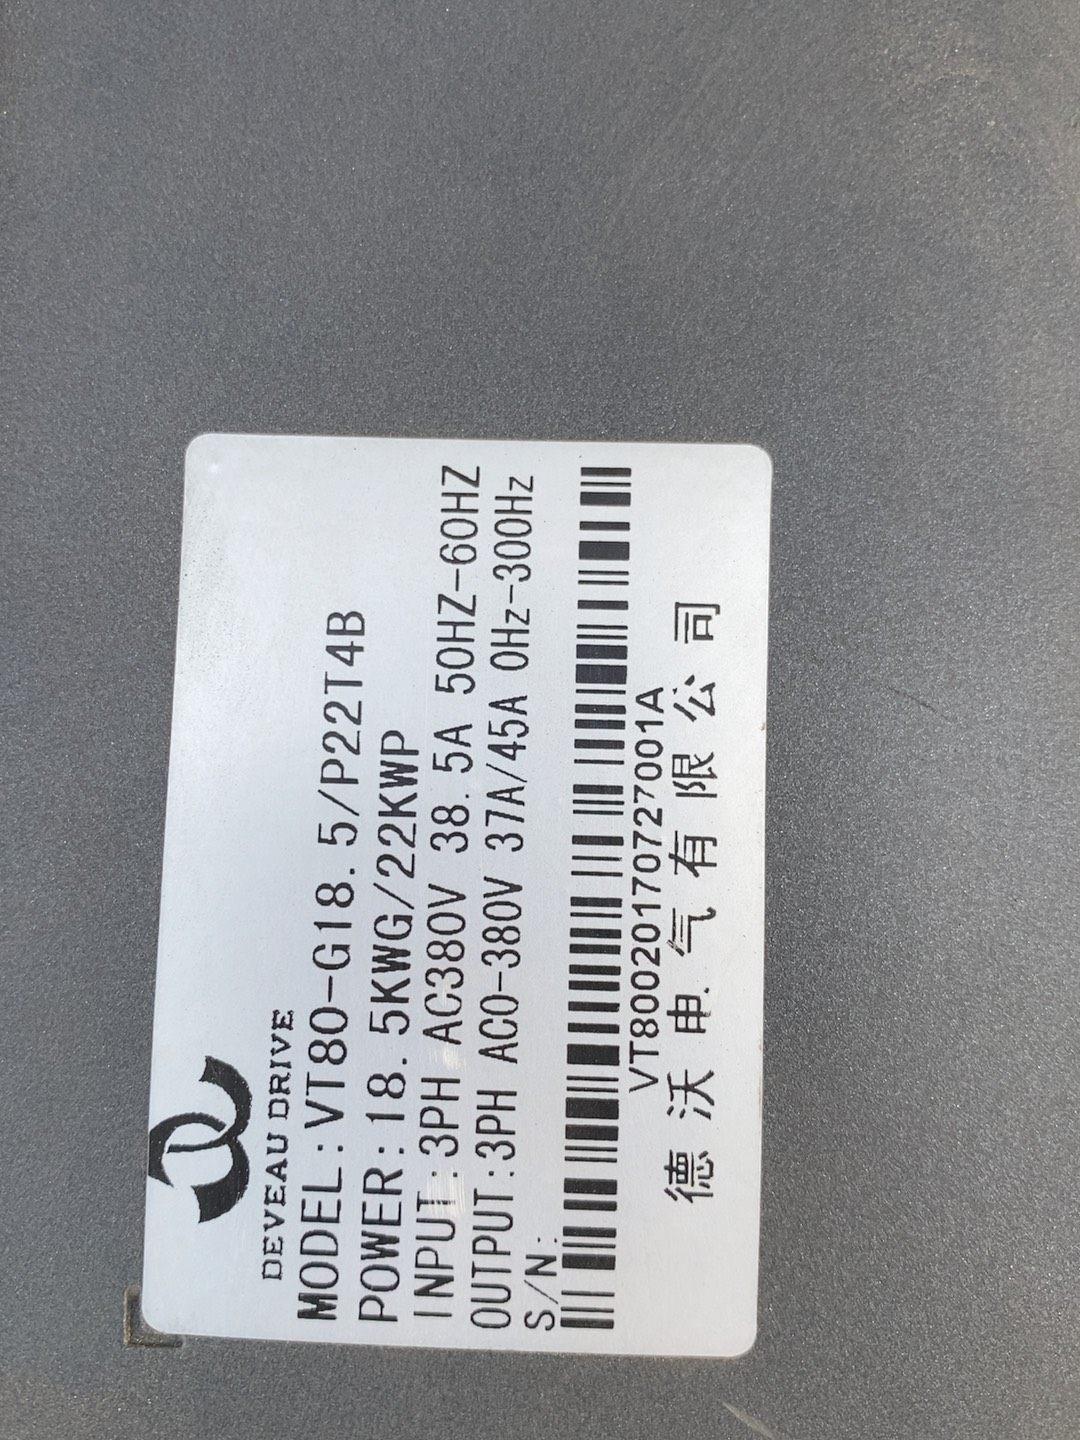 DEVEAU DRIVE
MODEL:VT80-G18.5/P22T4B
POWER:18.5KWG/22KWP
INPUT:3PH AC380V 38.5A 50HZ-60HZ
OUTPUT:3PH AC0-380V 37A/45A 0Hz-300Hz
S/N:
VT800201707270001A
德沃电气有限公司